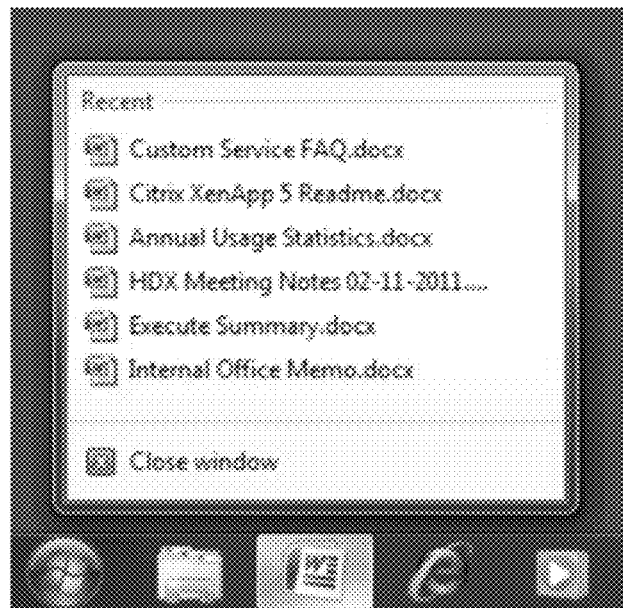 Recent
Custom Service FAQ.docx
Citrix XenApp 5 Readme.docx
Annual Usage Statistics.docx
HDX Meeting Notes 02-11-2011....
Execute Summary.docx
Internal Office Memo.docx
Close window